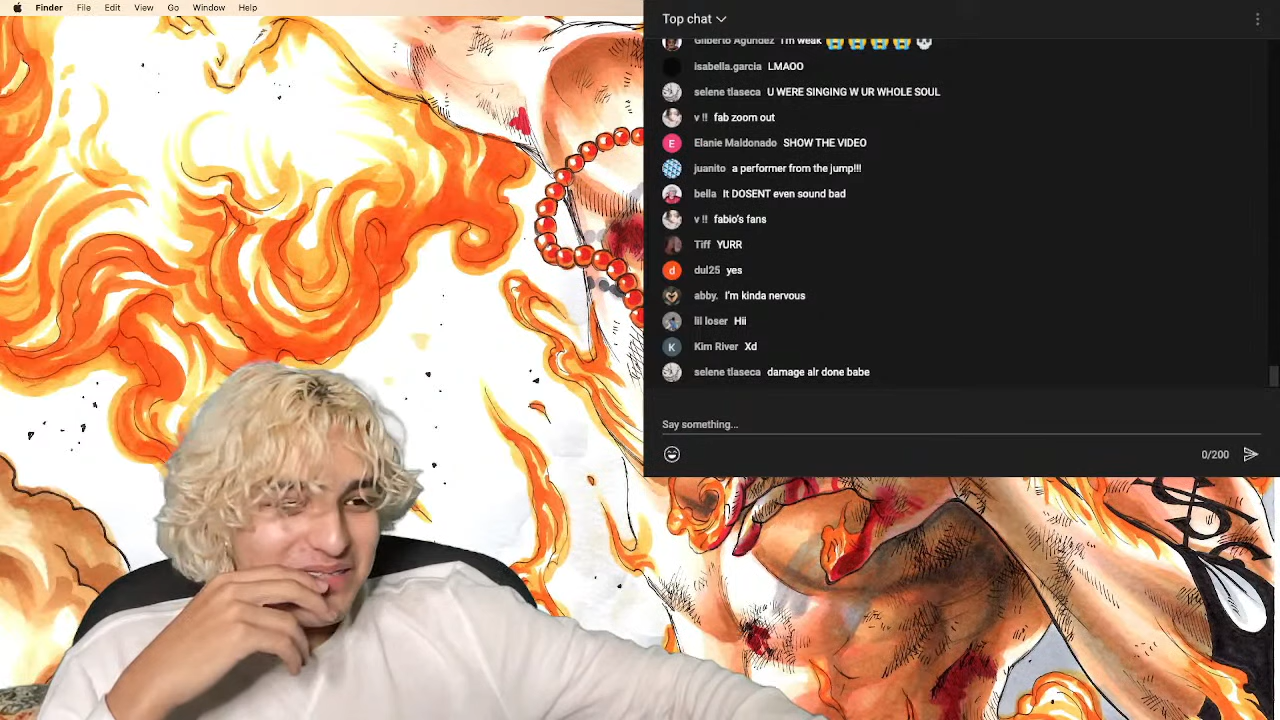 Finder File Edit View Go Window Help
Top chat
Gilberto Agundez I'm weak 😭😭😭😭💀
isabella.garcia LMAOO
selene tlaseca U WERE SINGING W UR WHOLE SOUL
v !! fab zoom out
E Elanie Maldonado SHOW THE VIDEO
juanito a performer from the jump!!!
bella It DOSENT even sound bad
v !! fabio's fans
Tiff YURR
d dul25 yes
abby. I'm kinda nervous
lil loser Hii
K Kim River Xd
selene tlaseca damage alr done babe
Say something...
0/200